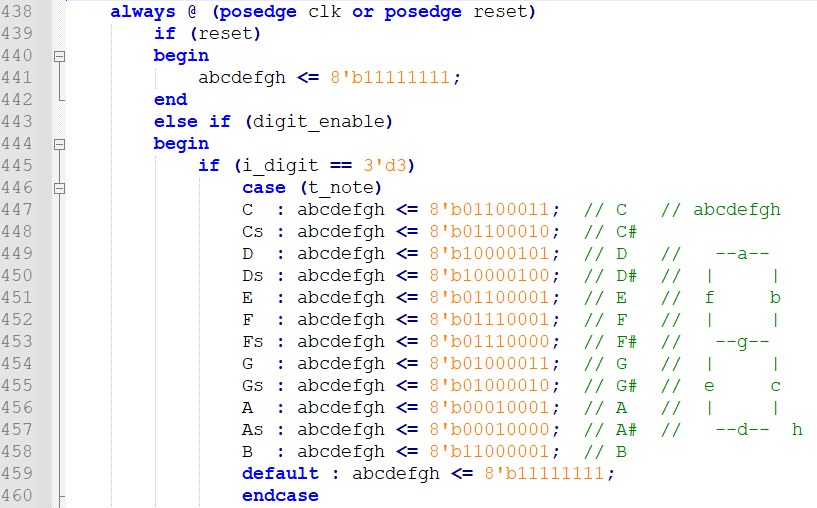 438 always @ (posedge clk or posedge reset)
439 if (reset)
440 begin
441 abcdefgh <= 8'b11111111;
442 end
443 else if (digit_enable)
444 begin
445 if (i_digit == 3'd3)
446 case (t_note)
447 C : abcdefgh <= 8'b01100011; // C // abcdefgh
448 Cs : abcdefgh <= 8'b01100010; // C#
449 D : abcdefgh <= 8'b10000101; // D // --a--
450 Ds : abcdefgh <= 8'b10000100; // D# // | |
451 E : abcdefgh <= 8'b01100001; // E // f b
452 F : abcdefgh <= 8'b01110001; // F // | |
453 Fs : abcdefgh <= 8'b01110000; // F# // --g--
454 G : abcdefgh <= 8'b01000011; // G // | |
455 Gs : abcdefgh <= 8'b01000010; // G# // e c
456 A : abcdefgh <= 8'b00010001; // A // | |
457 As : abcdefgh <= 8'b00010000; // A# // --d-- h
458 B : abcdefgh <= 8'b11000001; // B
459 default : abcdefgh <= 8'b11111111;
460 endcase